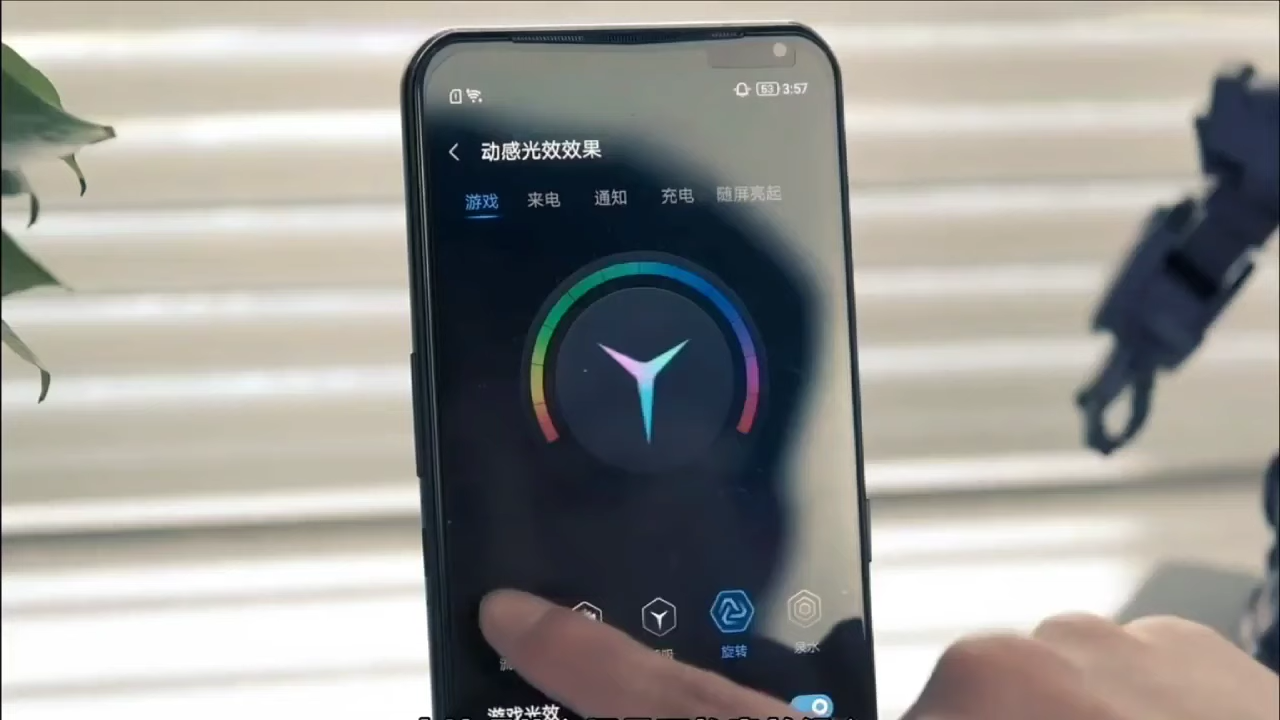 53 3:57
动感光效效果
游戏 来电 通知 充电 随屏亮起
旋转 泉水
游戏光效